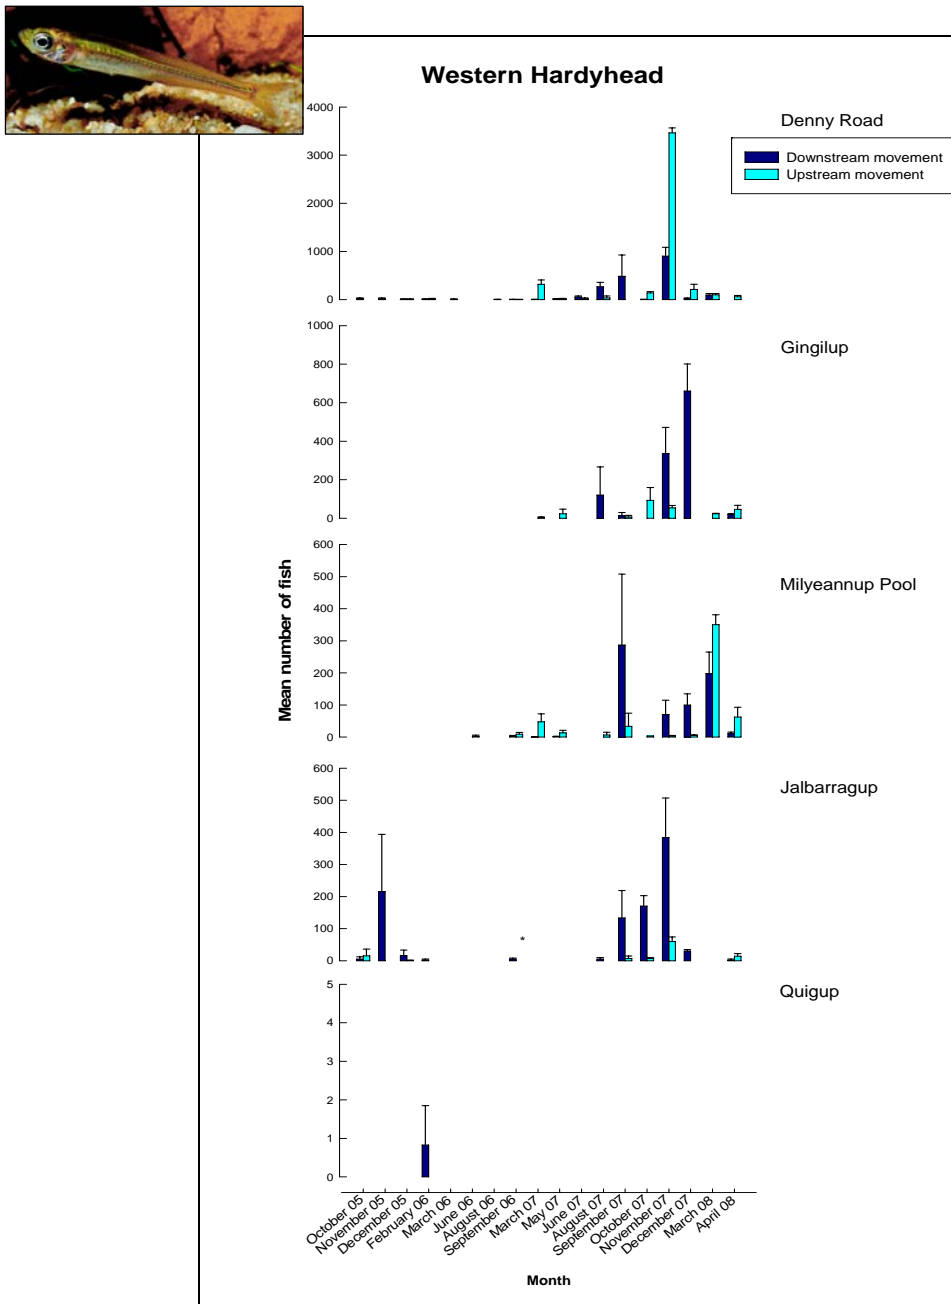 Western Hardyhead
Denny Road
Downstream movement
Upstream movement
4000
3000
2000
1000
0
Gingilup
1000
800
600
400
200
0
Milyeannup Pool
600
500
400
300
200
100
0
Jalbarragup
600
500
400
300
200
100
0
*
Quigup
5
4
3
2
1
0
Mean number of fish
October 05
November 05
December 05
February 06
March 06
June 06
August 06
September 06
March 07
May 07
June 07
August 07
September 07
October 07
November 07
December 07
March 08
April 08
Month